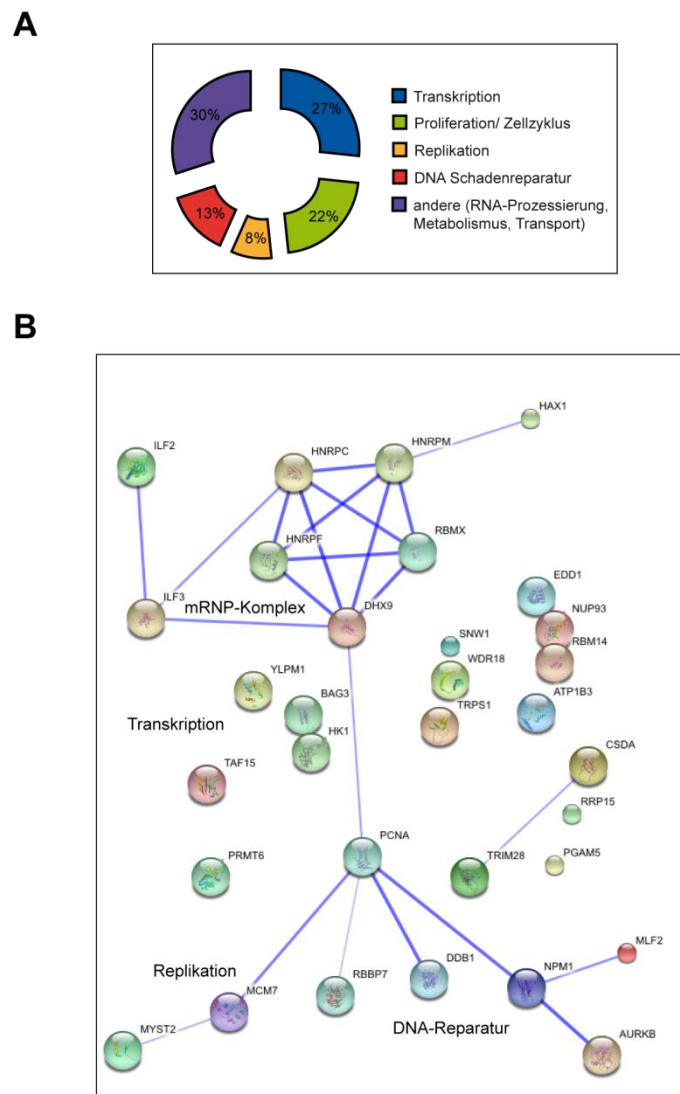 A
30%
27%
13%
8%
22%
Transkription
Proliferation/ Zellzyklus
Replikation
DNA Schadenreparatur
andere (RNA-Prozessierung,
Metabolismus, Transport)
B
HAX1
ILF2
HNRPC
HNRPM
HNRPF
RBMX
EDD1
ILF3
mRNP-Komplex
DHX9
NUP93
SNW1
RBM14
WDR18
YLPM1
BAG3
TRPS1
ATP1B3
Transkription
HK1
CSDA
TAF15
RRP15
PCNA
PRMT6
TRIM28
PGAM5
MLF2
Replikation
DDB1
NPM1
MCM7
RBBP7
DNA-Reparatur
MYST2
AURKB